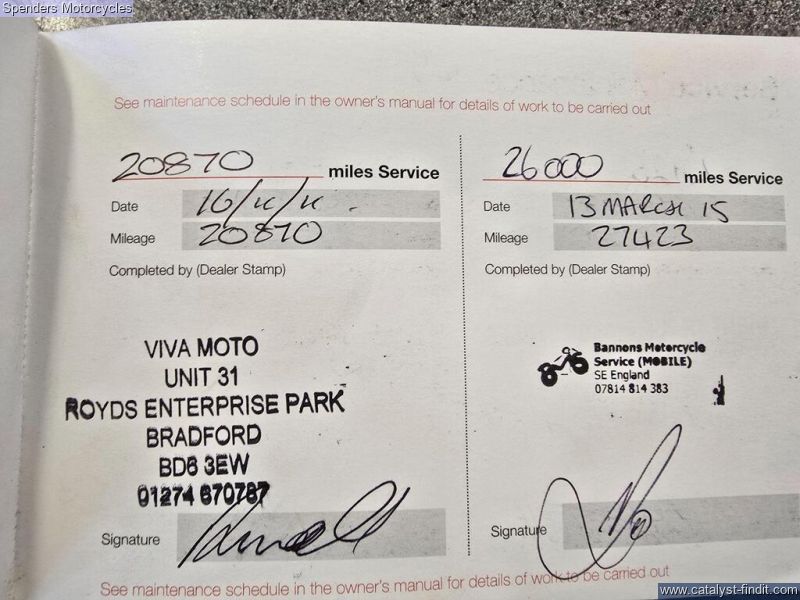 Spenders Motorcycles
See maintenance schedule in the owner's manual for details of work to be carried out
20870 miles Service
Date
Mileage 20870
Completed by (Dealer Stamp)
VIVA MOTO
UNIT 31
ROYDS ENTERPRISE PARK
BRADFORD
BD6 3EW
01274 670787
Signature
26000 miles Service
Date 13 MARCH 15
Mileage 27423
Completed by (Dealer Stamp)
Bannons Motorcycle
Service (MOBILE)
SE England
07814 814 383
Signature
See maintenance schedule in the owner's manual for details of work to be carried out
www.catalyst-findit.com